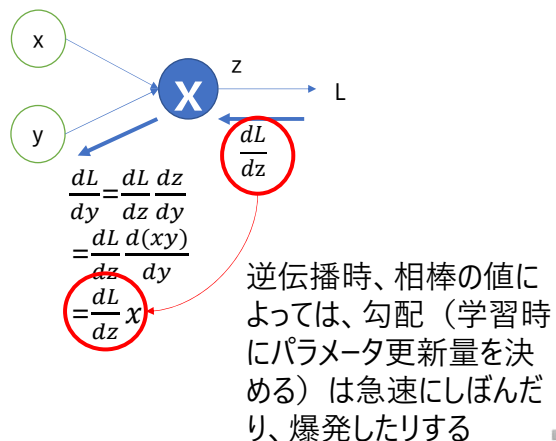 x
z
X
L
y
dL/dz
dL/dy=dL/dz dz/dy
=dL/dz d(xy)/dy
=dL/dz x
逆伝播時、相棒の値に
よっては、勾配（学習時
にパラメータ更新量を決
める）は急速にしぼんだ
り、爆発したりする